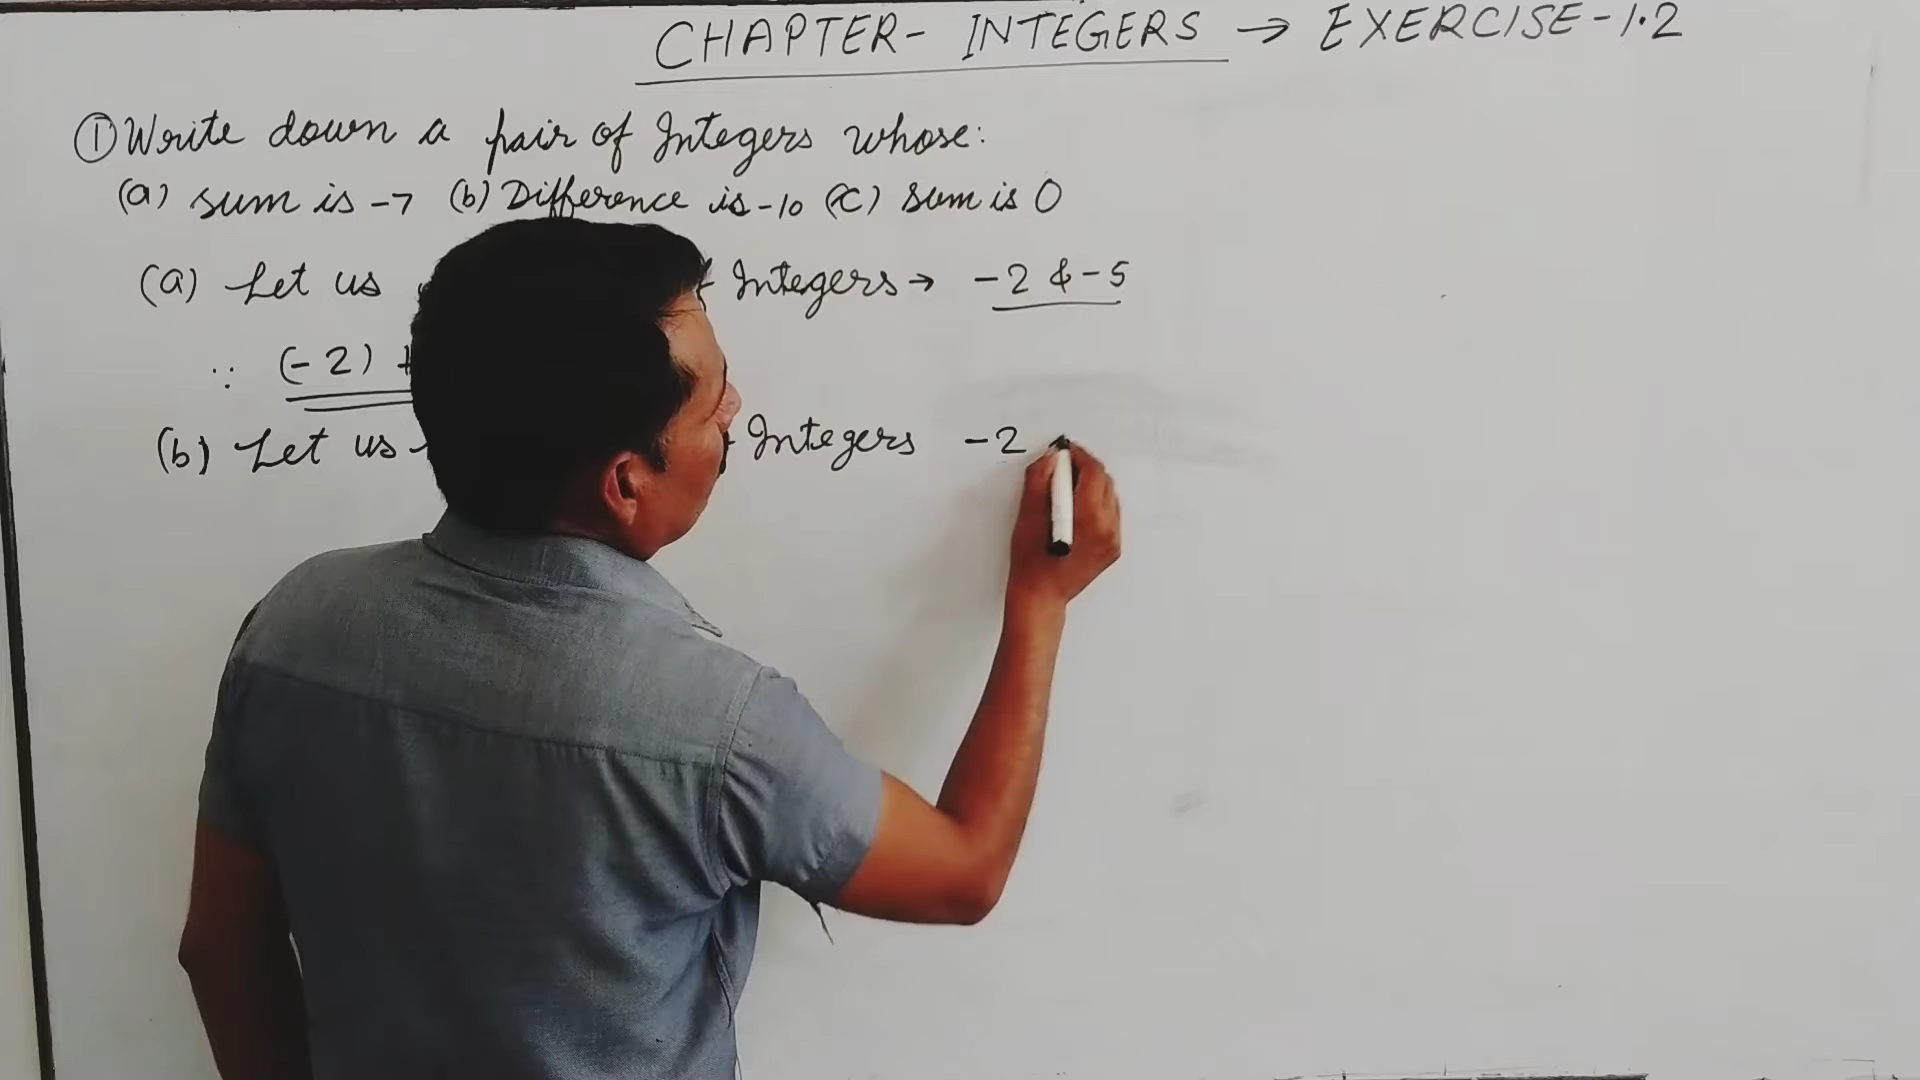 CHAPTER- INTEGERS → EXERCISE-1.2
① Write down a pair of Integers whose:
(a) sum is -7 (b) Difference is -10 (c) sum is 0
(a) Let us Integers → -2 & -5
∵ (-2) +
(b) Let us Integers -2